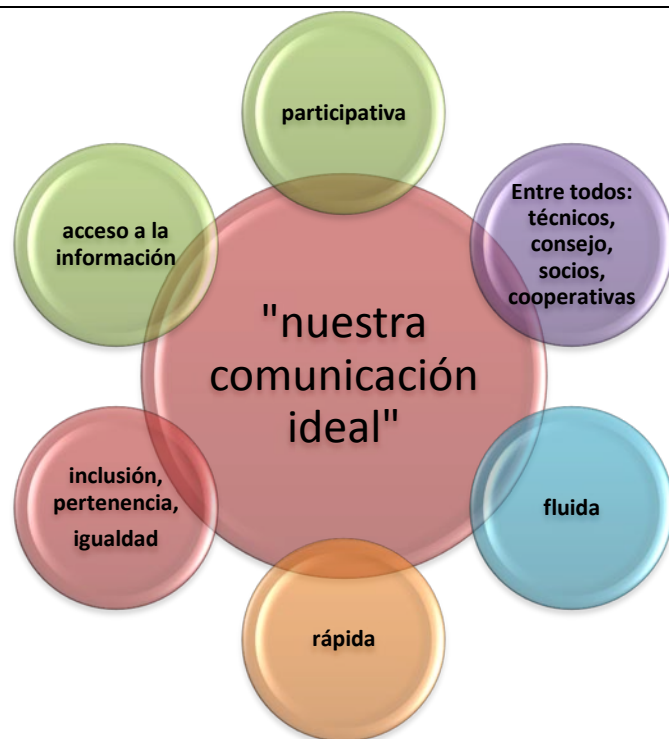 participativa
Entre todos:
técnicos,
consejo,
socios,
cooperativas
acceso a la
información
"nuestra
comunicación
ideal"
inclusión,
pertenencia,
igualdad
fluida
rápida